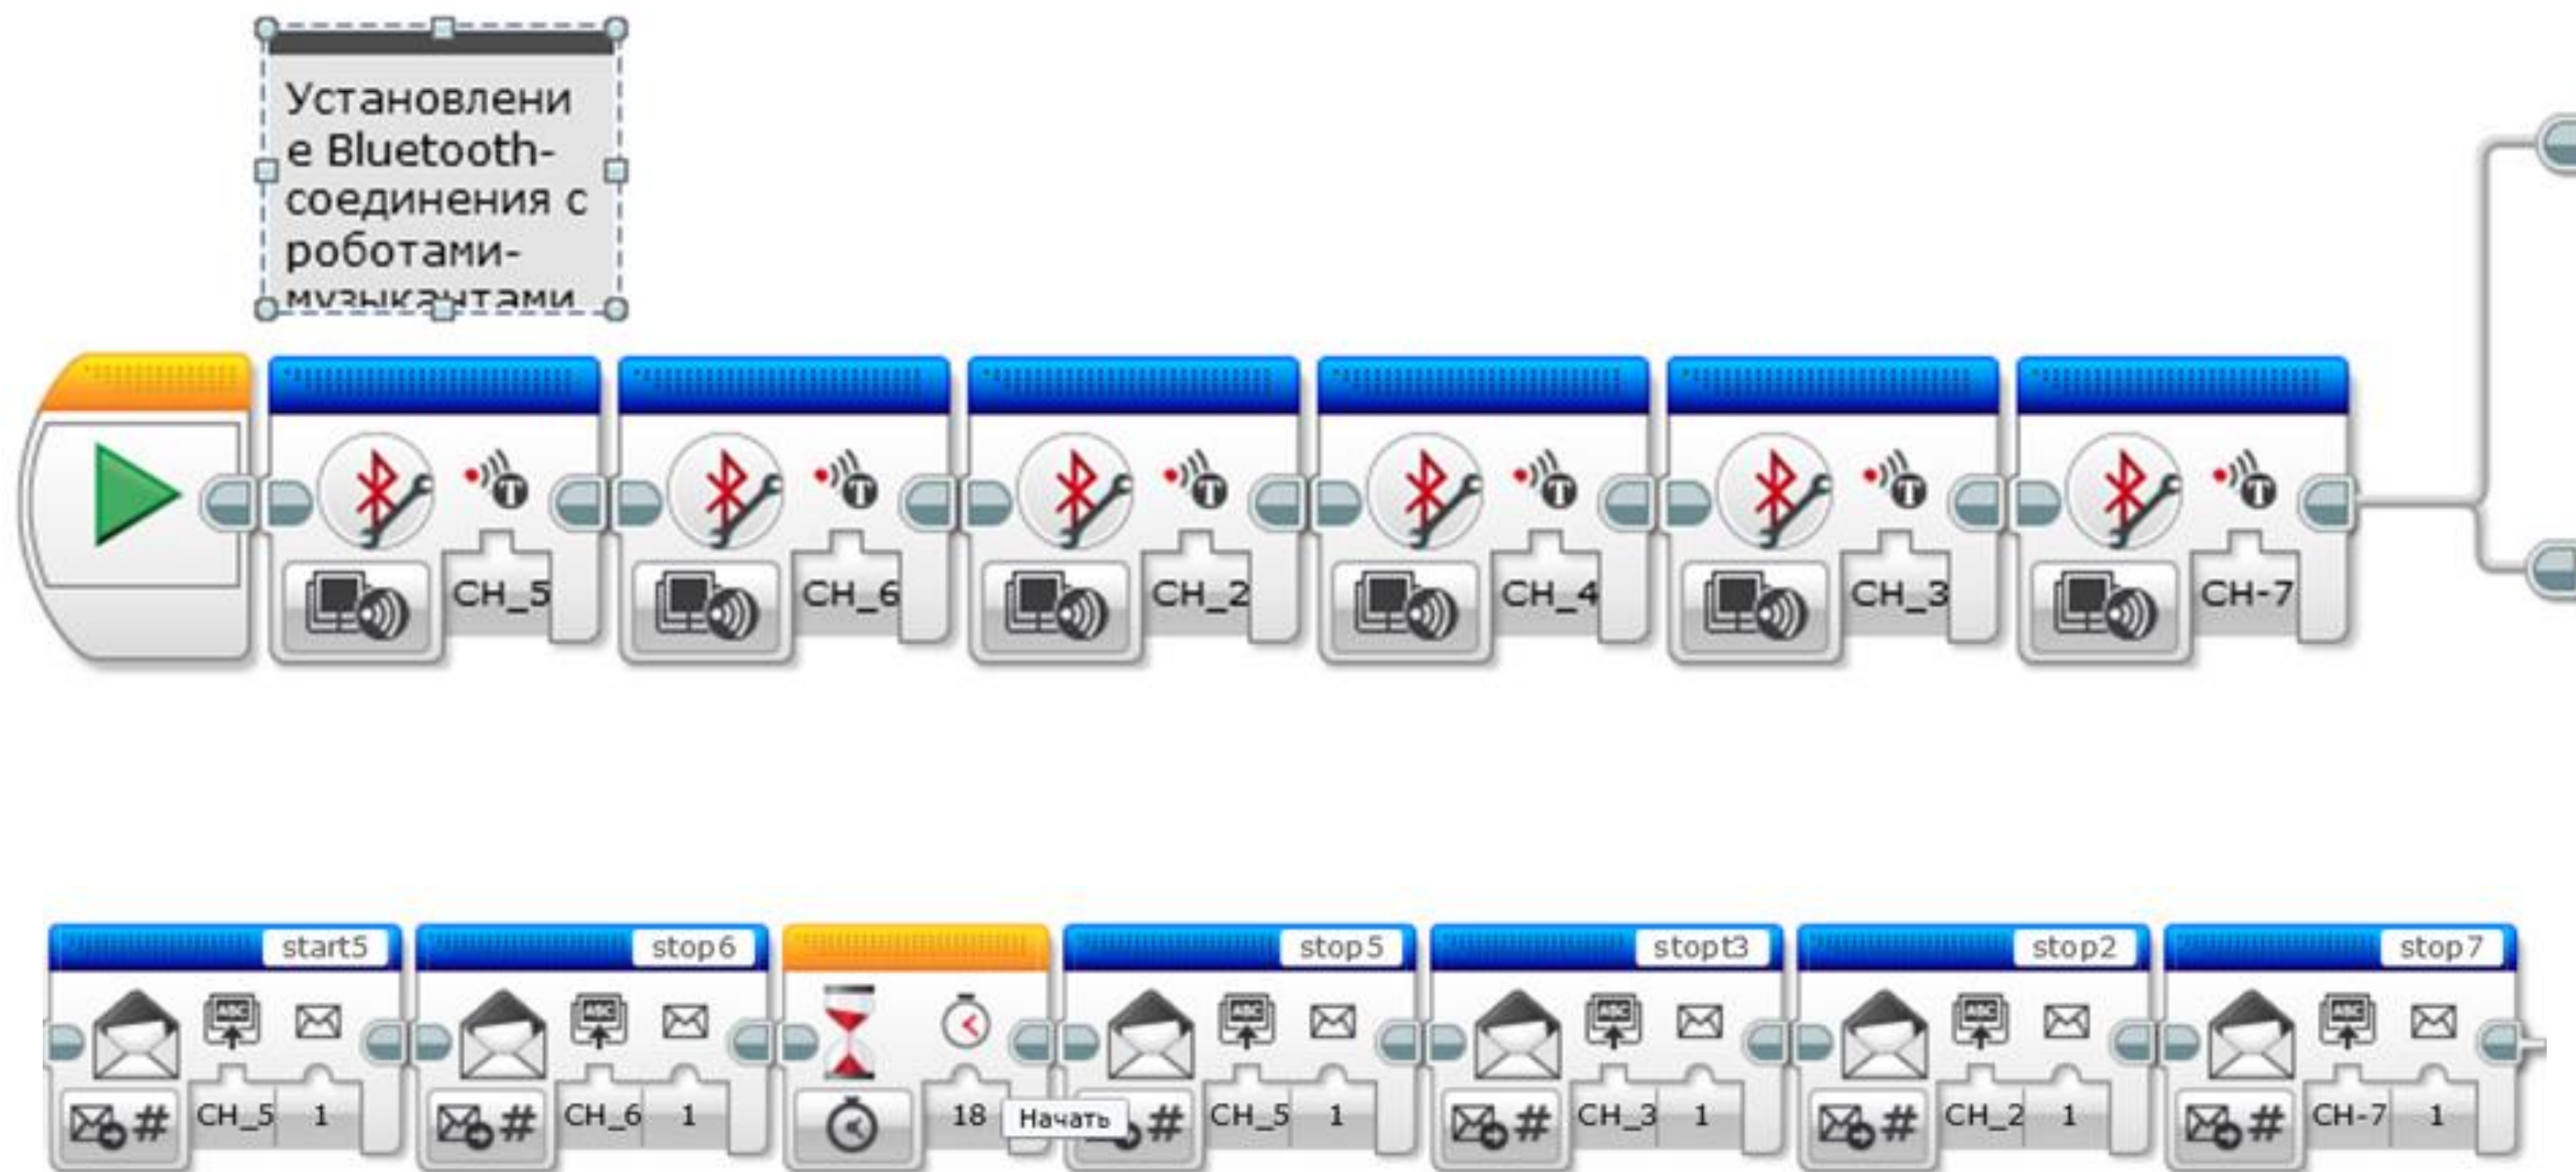 Установлени
е Bluetooth-
соединения с
роботами-
музыкантами
CH_5 CH_6 CH_2 CH_4 CH_3 CH-7
start5 stop6 stop5 stopt3 stop2 stop7
CH_5 1 CH_6 1 18 Начать CH_5 1 CH_3 1 CH_2 1 CH-7 1